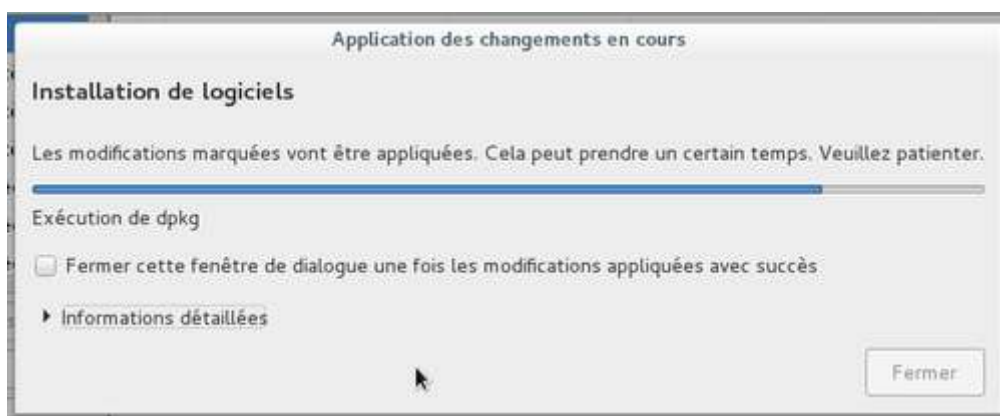 Application des changements en cours
Installation de logiciels
Les modifications marquées vont être appliquées. Cela peut prendre un certain temps. Veuillez patienter.
Exécution de dpkg
Fermer cette fenêtre de dialogue une fois les modifications appliquées avec succès
Informations détaillées
Fermer